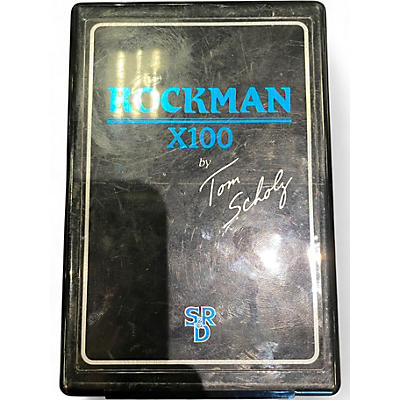 ROCKMAN
X100
by
Tom
Scholz
SR&D